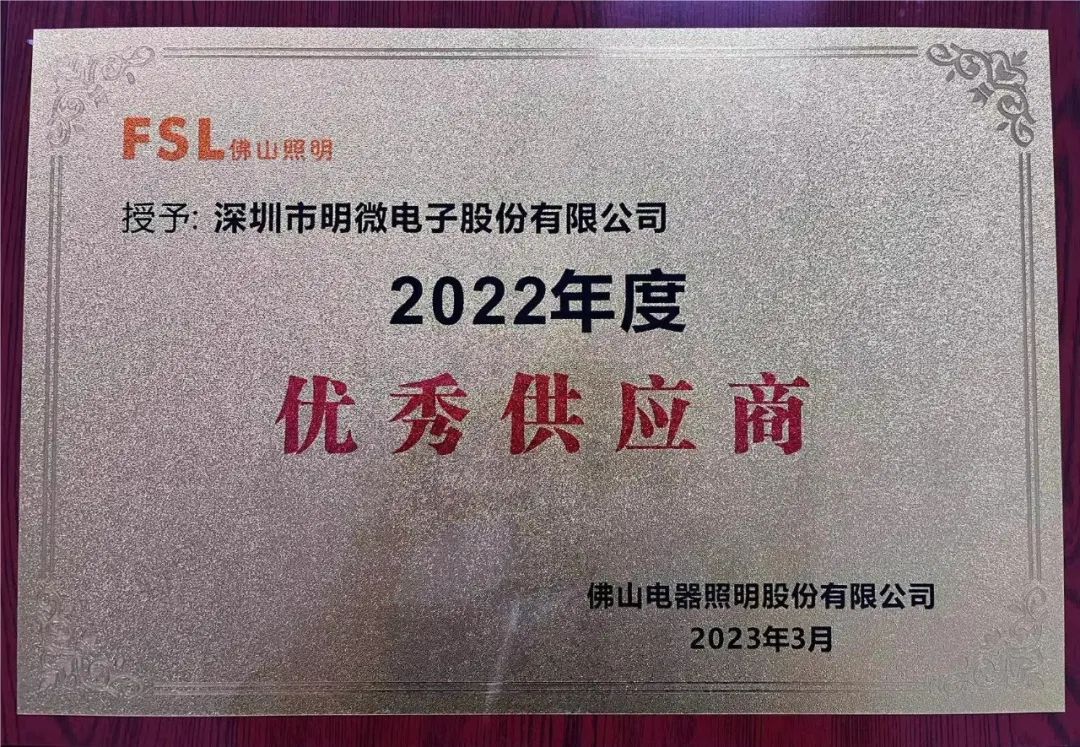 FSL佛山照明
授予: 深圳市明微电子股份有限公司
2022年度
优秀供应商
佛山电器照明股份有限公司
2023年3月